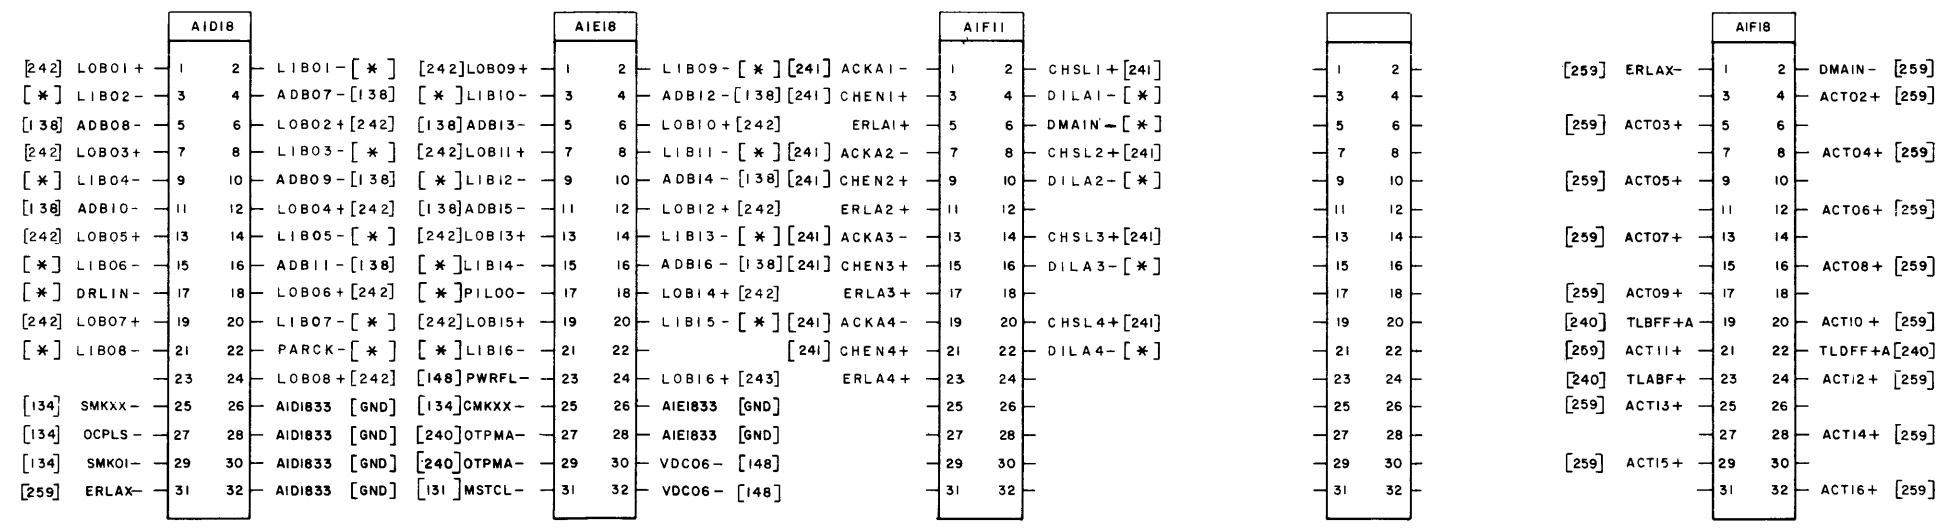 A1D18 A1E18 A1F11 A1F18
[242] LOB01+ 1 2 LIB01-[*] [242]LOB09+ 1 2 LIB09-[*] [241] ACKA1- 1 2 CHSL1+[241] 1 2 [259] ERLAX- 1 2 DMAIN- [259]
[*] LIB02- 3 4 ADB07-[138] [*]LIB10- 3 4 ADB12-[138] [241] CHEN1+ 3 4 DILA1-[*] 3 4 3 4 ACT02+ [259]
[138] ADB08- 5 6 LOB02+[242] [138]ADB13- 5 6 LOB10+[242] ERLA1+ 5 6 DMAIN-[*] 5 6 [259] ACT03+ 5 6
[242] LOB03+ 7 8 LIB03-[*] [242]LOB11+ 7 8 LIB11-[*] [241] ACKA2- 7 8 CHSL2+[241] 7 8 7 8 ACT04+ [259]
[*] LIB04- 9 10 ADB09-[138] [*]LIB12- 9 10 ADB14-[138] [241] CHEN2+ 9 10 DILA2-[*] 9 10 [259] ACT05+ 9 10
[138] ADB10- 11 12 LOB04+[242] [138]ADB15- 11 12 LOB12+[242] ERLA2+ 11 12 11 12 11 12 ACT06+ [259]
[242] LOB05+ 13 14 LIB05-[*] [242]LOB13+ 13 14 LIB13-[*] [241] ACKA3- 13 14 CHSL3+[241] 13 14 [259] ACT07+ 13 14
[*] LIB06- 15 16 ADB11-[138] [*]LIB14- 15 16 ADB16-[138] [241] CHEN3+ 15 16 DILA3-[*] 15 16 15 16 ACT08+ [259]
[*] DRLIN- 17 18 LOB06+[242] [*]PIL00- 17 18 LOB14+[242] ERLA3+ 17 18 17 18 [259] ACT09+ 17 18
[242] LOB07+ 19 20 LIB07-[*] [242]LOB15+ 19 20 LIB15-[*] [241] ACKA4- 19 20 CHSL4+[241] 19 20 [240] TLBFF+A 19 20 ACT10+ [259]
[*] LIB08- 21 22 PARCK-[*] [*]LIB16- 21 22 [241] CHEN4+ 21 22 DILA4-[*] 21 22 [259] ACT11+ 21 22 TLDFF+A[240]
23 24 LOB08+[242] [148]PWRFL- 23 24 LOB16+[243] ERLA4+ 23 24 23 24 [240] TLABF+ 23 24 ACT12+ [259]
[134] SMKXX- 25 26 A1D1833 [GND] [134]CMKXX- 25 26 A1E1833 [GND] 25 26 25 26 [259] ACT13+ 25 26
[134] OCPLS- 27 28 A1D1833 [GND] [240]OTPMA- 27 28 A1E1833 [GND] 27 28 27 28 27 28 ACT14+ [259]
[134] SMK01- 29 30 A1D1833 [GND] [240]OTPMA- 29 30 VDC06- [148] 29 30 29 30 [259] ACT15+ 29 30
[259] ERLAX- 31 32 A1D1833 [GND] [131]MSTCL- 31 32 VDC06- [148] 31 32 31 32 31 32 ACT16+ [259]